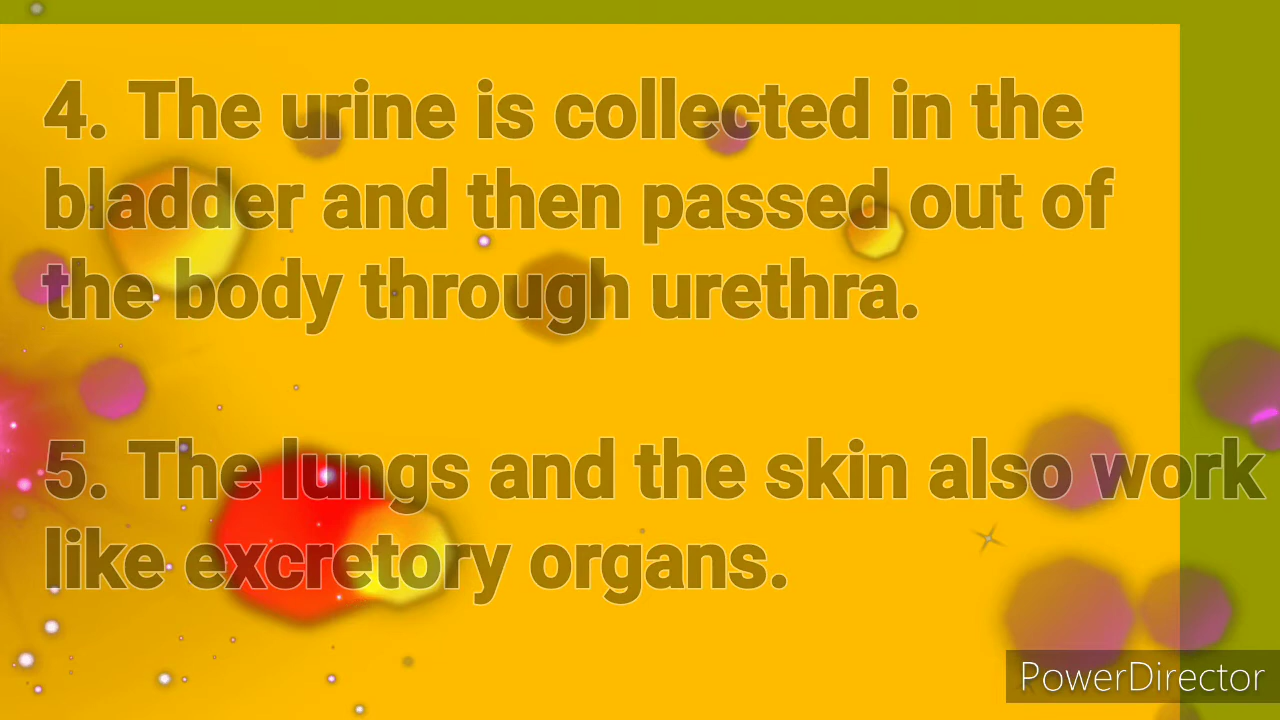 4. The urine is collected in the
bladder and then passed out of
the body through urethra.
5. The lungs and the skin also work
like excretory organs.
PowerDirector